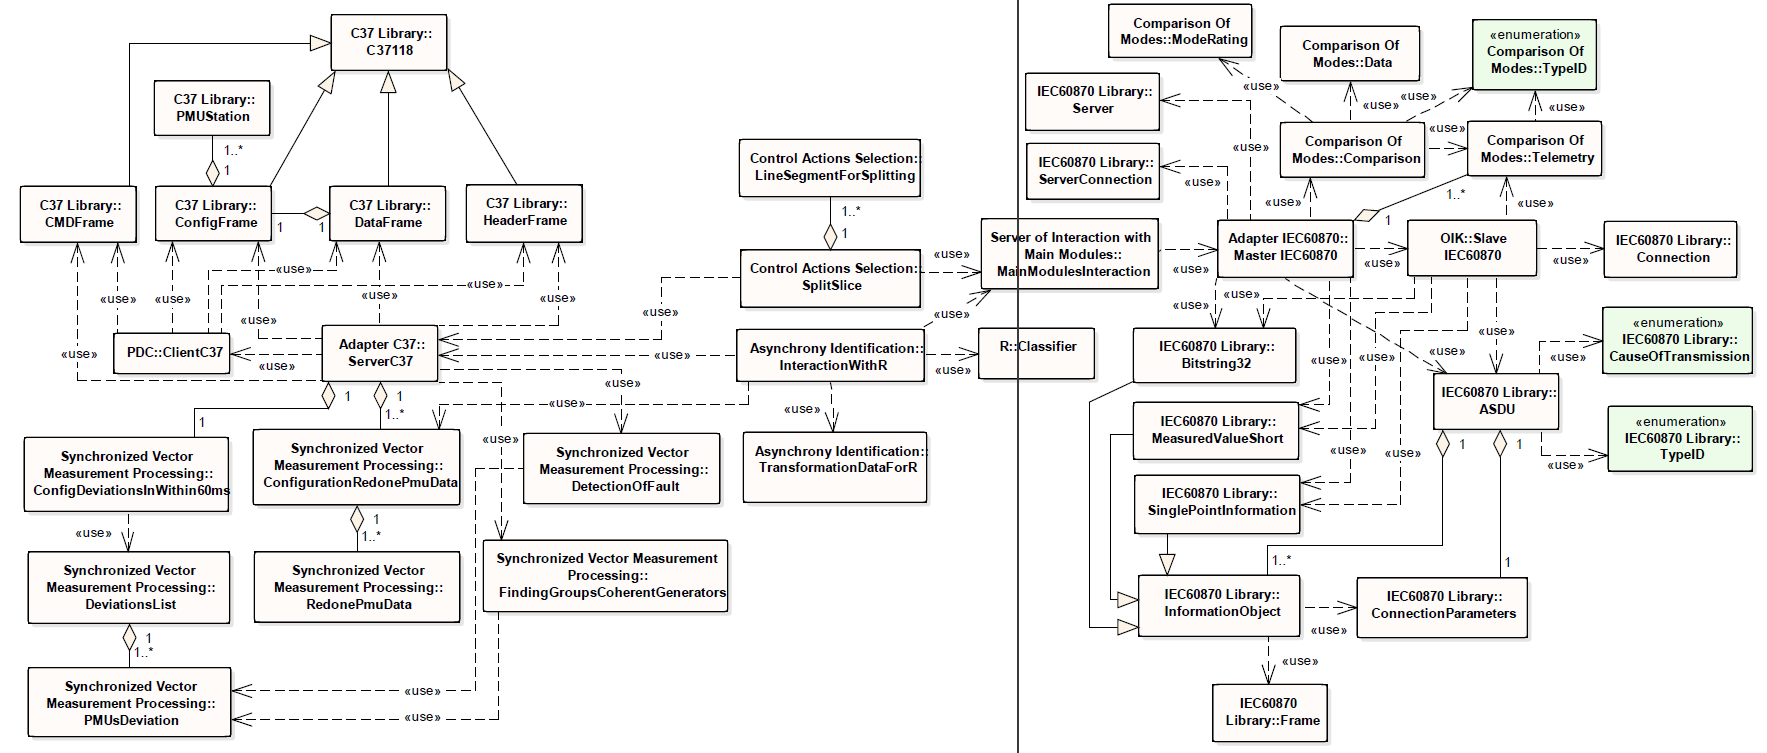 C37 Library::
C37118
C37 Library::
PMUStation
1..*
1
C37 Library::
CMDFrame
C37 Library::
ConfigFrame
1
1
C37 Library::
DataFrame
C37 Library::
HeaderFrame
«use»
«use»
«use»
«use»
«use»
«use»
«use»
«use»
PDC::ClientC37
«use»
Adapter C37::
ServerC37
1
1
1..*
1
«use»
«use»
«use»
«use»
«use»
Control Actions Selection::
LineSegmentForSplitting
1..*
1
Control Actions Selection::
SplitSlice
«use»
«use»
Asynchrony Identification::
InteractionWithR
«use»
«use»
R::Classifier
Asynchrony Identification::
TransformationDataForR
Synchronized Vector
Measurement Processing::
ConfigDeviationsInWithin60ms
Synchronized Vector
Measurement Processing::
ConfigurationRedonePmuData
Synchronized Vector
Measurement Processing::
DetectionOfFault
«use»
1
1..*
Synchronized Vector
Measurement Processing::
DeviationsList
Synchronized Vector
Measurement Processing::
RedonePmuData
Synchronized Vector Measurement
Processing::
FindingGroupsCoherentGenerators
1
1..*
Synchronized Vector
Measurement Processing::
PMUsDeviation
«use»
«use»
Server of Interaction with
Main Modules::
MainModulesInteraction
«use»
Comparison Of
Modes::ModeRating
Comparison Of
Modes::Data
«enumeration»
Comparison Of
Modes::TypeID
«use»
«use»
«use»
«use»
IEC60870 Library::
Server
IEC60870 Library::
ServerConnection
«use»
«use»
Comparison Of
Modes::Comparison
«use»
Comparison Of
Modes::Telemetry
«use»
«use»
1..*
1
Adapter IEC60870::
Master IEC60870
«use»
OIK::Slave
IEC60870
«use»
IEC60870 Library::
Connection
«use»
«use»
«use»
«use»
«use»
«use»
«use»
«use»
«use»
IEC60870 Library::
Bitstring32
IEC60870 Library::
MeasuredValueShort
IEC60870 Library::
SinglePointInformation
IEC60870 Library::
ASDU
1
1
«use»
«enumeration»
IEC60870 Library::
CauseOfTransmission
«use»
«enumeration»
IEC60870 Library::
TypeID
1..*
1
IEC60870 Library::
InformationObject
«use»
IEC60870 Library::
ConnectionParameters
«use»
IEC60870
Library::Frame